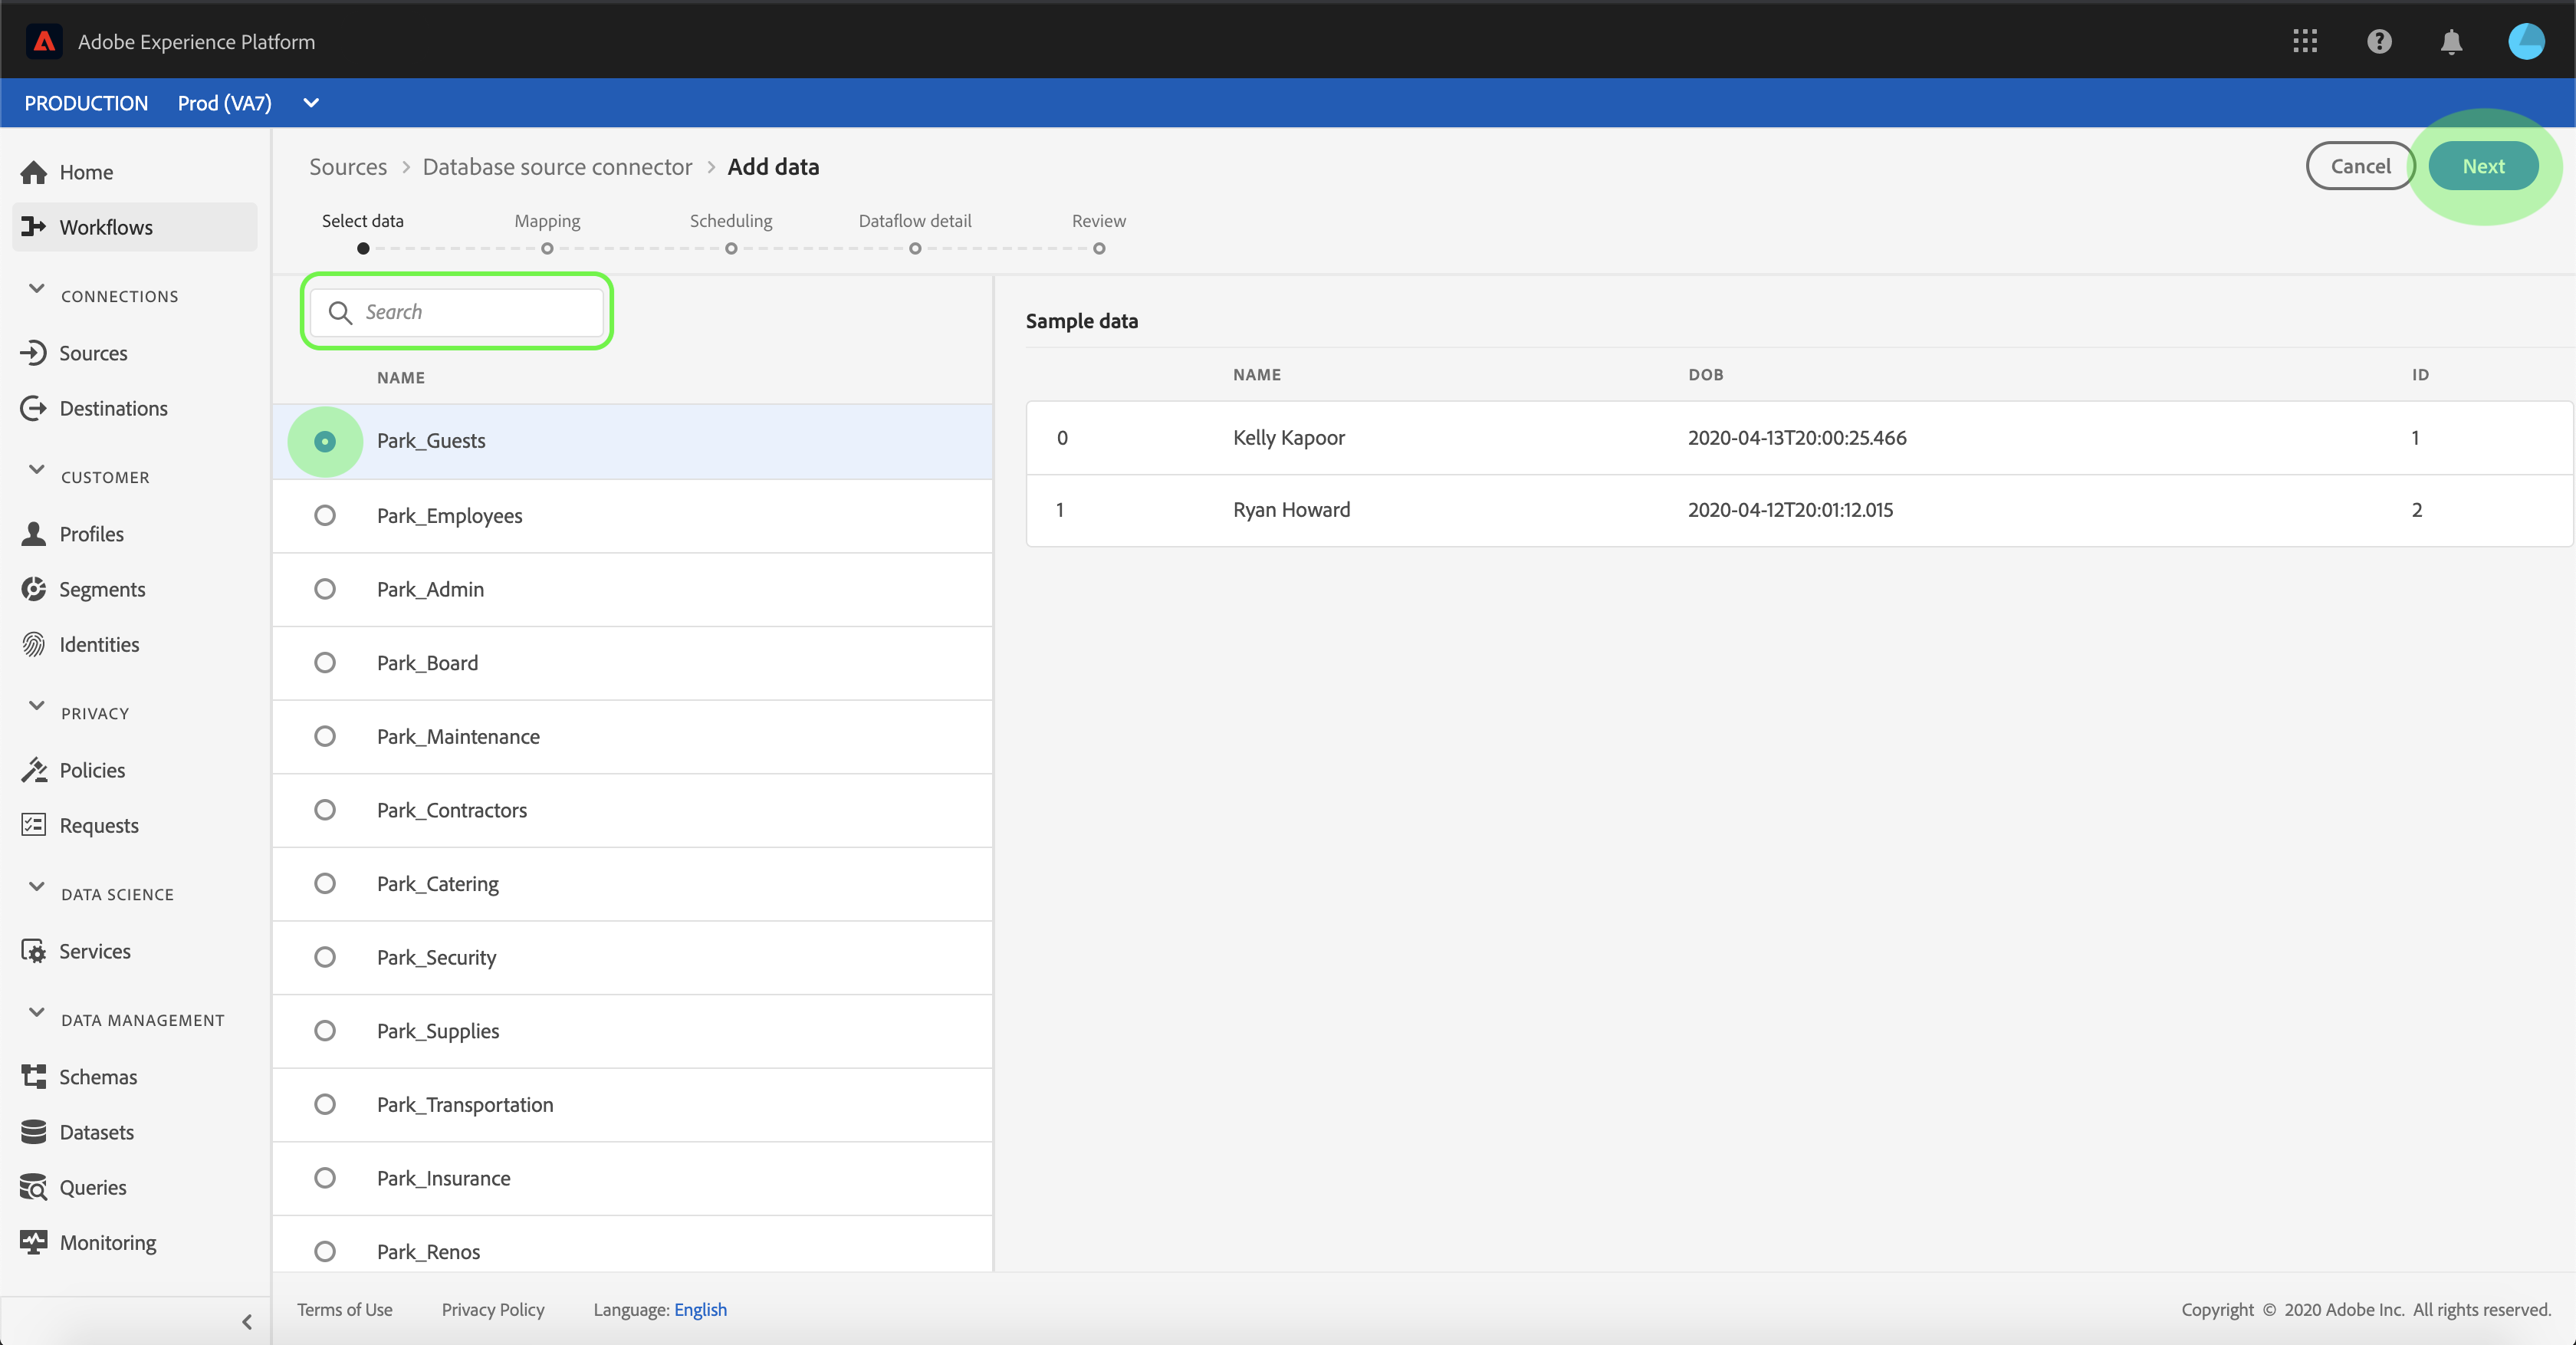 Adobe Experience Platform
PRODUCTION Prod (VA7)
Home
Workflows
CONNECTIONS
Sources
Destinations
CUSTOMER
Profiles
Segments
Identities
PRIVACY
Policies
Requests
DATA SCIENCE
Services
DATA MANAGEMENT
Schemas
Datasets
Queries
Monitoring
Sources > Database source connector > Add data
Cancel Next
Select data Mapping Scheduling Dataflow detail Review
Search
NAME
Park_Guests
Park_Employees
Park_Admin
Park_Board
Park_Maintenance
Park_Contractors
Park_Catering
Park_Security
Park_Supplies
Park_Transportation
Park_Insurance
Park_Renos
Sample data
NAME DOB ID
0 Kelly Kapoor 2020-04-13T20:00:25.466 1
1 Ryan Howard 2020-04-12T20:01:12.015 2
Terms of Use Privacy Policy Language: English Copyright © 2020 Adobe Inc. All rights reserved.